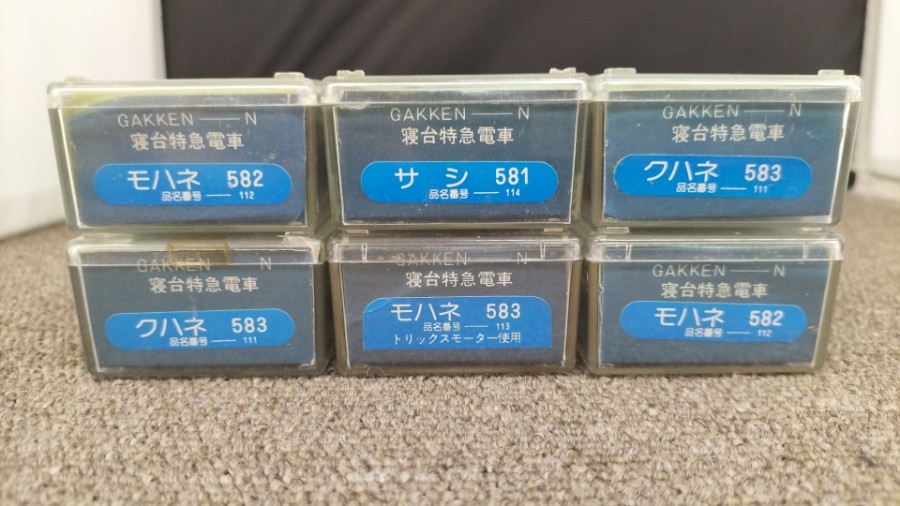 GAKKEN —— N
寝台特急電車
モハネ 582
品名番号 —— 112
GAKKEN —— N
寝台特急電車
サシ 581
品名番号 —— 114
GAKKEN —— N
寝台特急電車
クハネ 583
品名番号 —— 111
GAKKEN —— N
寝台特急電車
クハネ 583
品名番号 —— 111
GAKKEN —— N
寝台特急電車
モハネ 583
品名番号 —— 113
トリックスモーター使用
GAKKEN —— N
寝台特急電車
モハネ 582
品名番号 —— 112